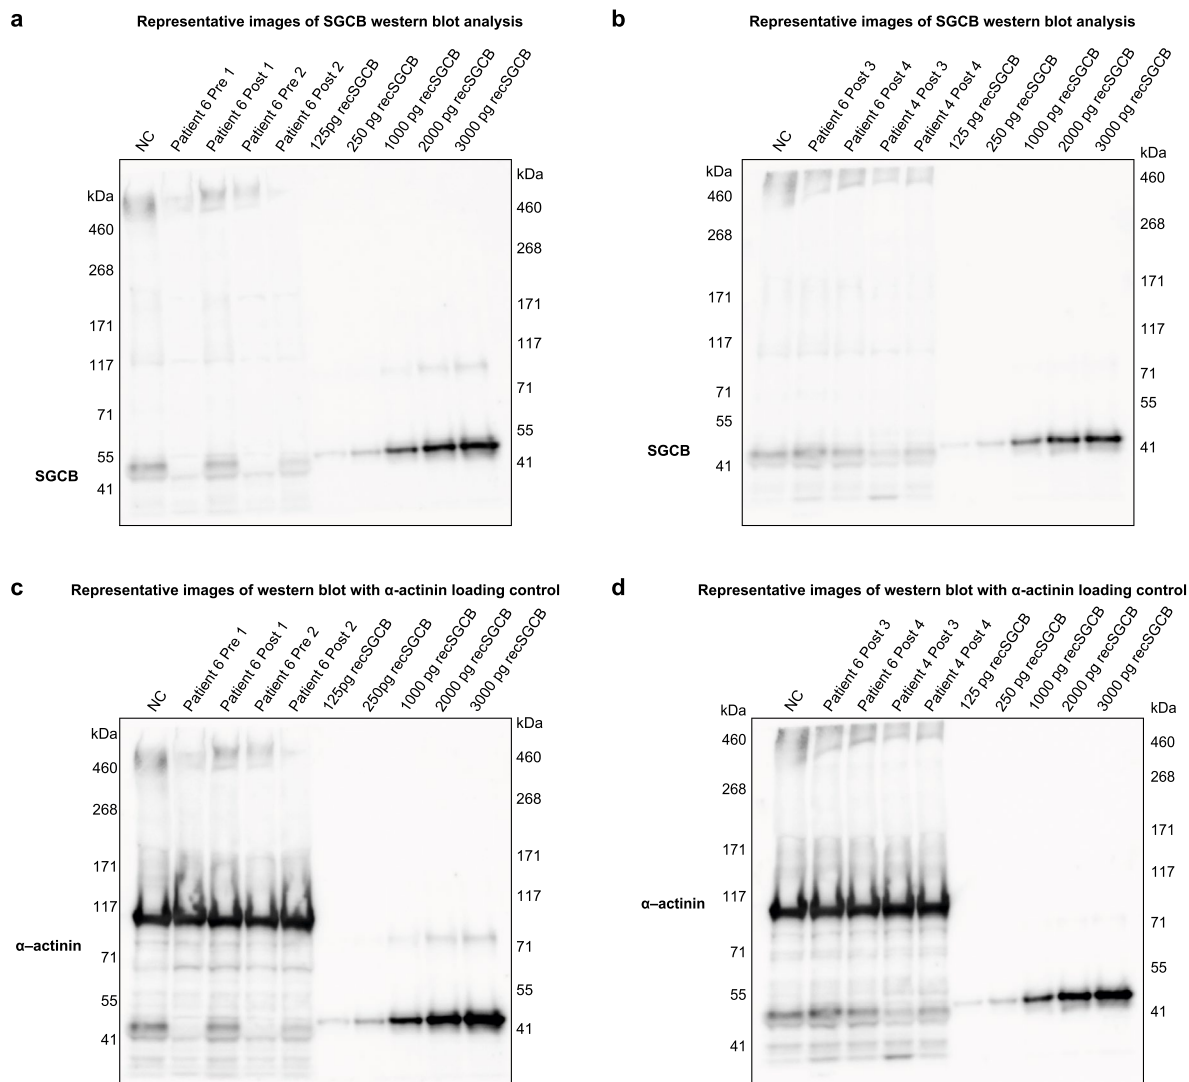 a
Representative images of SGCB western blot analysis
NC
Patient 6 Pre 1
Patient 6 Post 1
Patient 6 Pre 2
Patient 6 Post 2
125pg recSGCB
250 pg recSGCB
1000 pg recSGCB
2000 pg recSGCB
3000 pg recSGCB
kDa
460
268
171
117
71
55
41
SGCB
kDa
460
268
171
117
71
55
41
b
Representative images of SGCB western blot analysis
NC
Patient 6 Post 3
Patient 6 Post 4
Patient 4 Post 3
Patient 4 Post 4
125 pg recSGCB
250 pg recSGCB
1000 pg recSGCB
2000 pg recSGCB
3000 pg recSGCB
kDa
460
268
171
117
71
55
41
SGCB
kDa
460
268
171
117
71
55
41
c
Representative images of western blot with α-actinin loading control
NC
Patient 6 Pre 1
Patient 6 Post 1
Patient 6 Pre 2
Patient 6 Post 2
125pg recSGCB
250pg recSGCB
1000 pg recSGCB
2000 pg recSGCB
3000 pg recSGCB
kDa
460
268
171
117
α–actinin
71
55
41
kDa
460
268
171
117
71
55
41
d
Representative images of western blot with α-actinin loading control
NC
Patient 6 Post 3
Patient 6 Post 4
Patient 4 Post 3
Patient 4 Post 4
125 pg recSGCB
250 pg recSGCB
1000 pg recSGCB
2000 pg recSGCB
3000 pg recSGCB
kDa
460
268
171
117
α–actinin
71
55
41
kDa
460
268
171
117
71
55
41